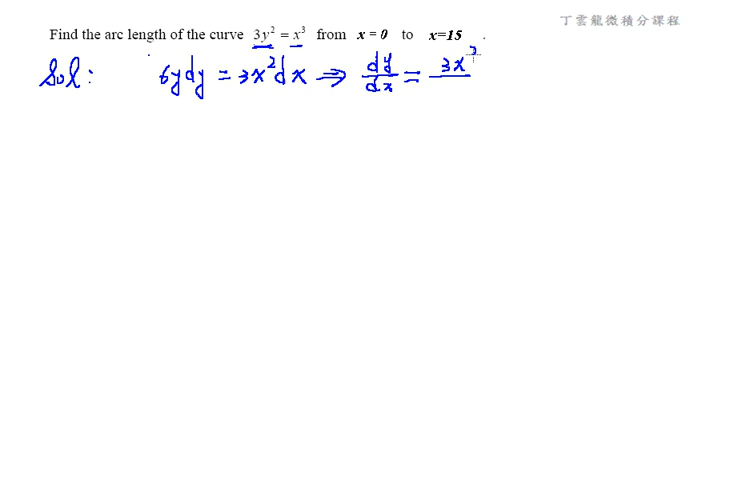 丁雲龍微積分課程
Find the arc length of the curve 3y² = x³ from x = 0 to x=15 .
Sol : 6ydy = 3x²dx ⇒ dy/dx = 3x²